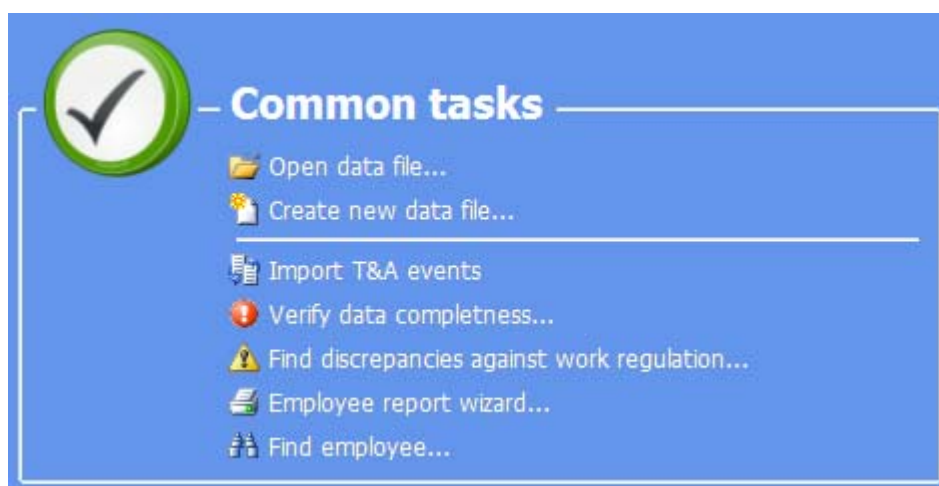 Common tasks
Open data file...
Create new data file...
Import T&A events
Verify data completness...
Find discrepancies against work regulation...
Employee report wizard...
Find employee...